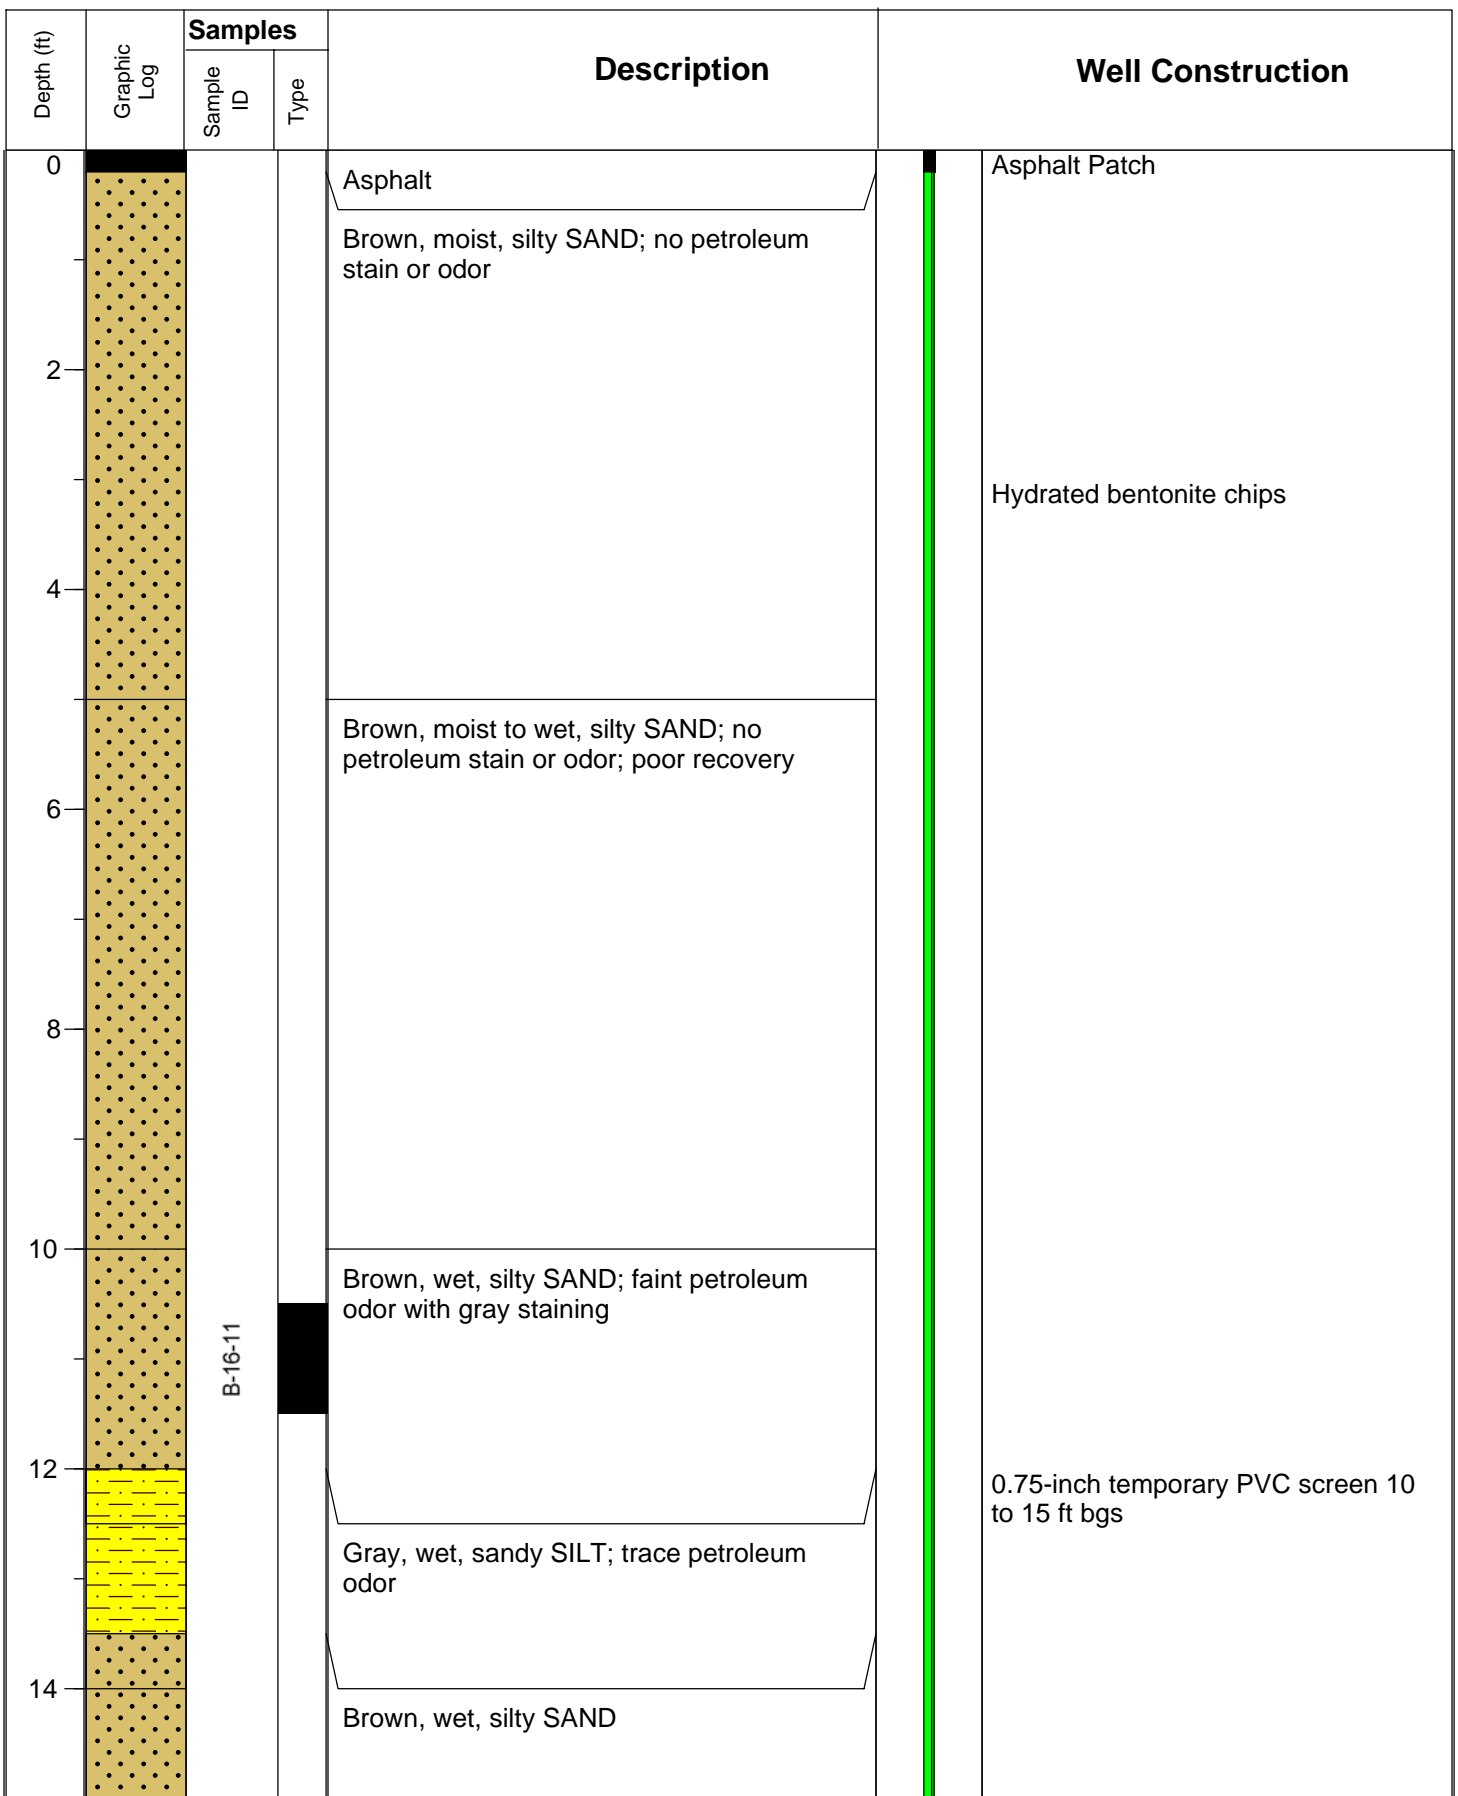 Depth (ft)
Graphic
Log
Samples
Sample
ID
Type
Description
Well Construction
0
Asphalt
Asphalt Patch
Brown, moist, silty SAND; no petroleum
stain or odor
2
Hydrated bentonite chips
4
Brown, moist to wet, silty SAND; no
petroleum stain or odor; poor recovery
6
8
10
Brown, wet, silty SAND; faint petroleum
odor with gray staining
B-16-11
12
0.75-inch temporary PVC screen 10
to 15 ft bgs
Gray, wet, sandy SILT; trace petroleum
odor
14
Brown, wet, silty SAND